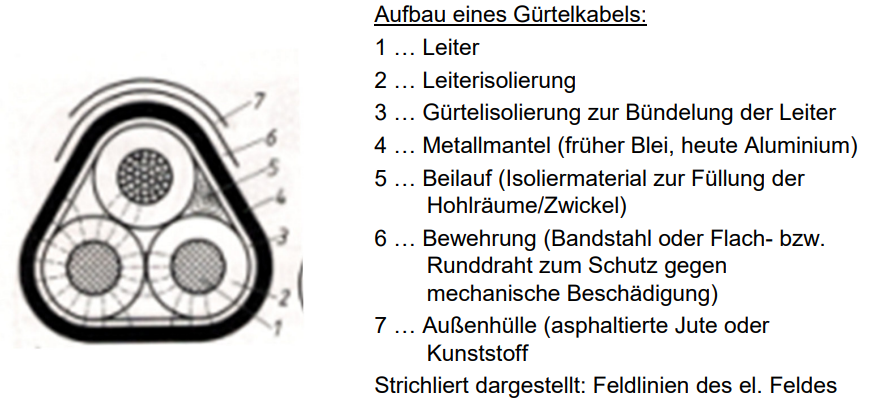 Aufbau eines Gürtelkabels:
1 … Leiter
2 … Leiterisolierung
3 … Gürtelisolierung zur Bündelung der Leiter
4 … Metallmantel (früher Blei, heute Aluminium)
5 … Beilauf (Isoliermaterial zur Füllung der
Hohlräume/Zwickel)
6 … Bewehrung (Bandstahl oder Flach- bzw.
Runddraht zum Schutz gegen
mechanische Beschädigung)
7 … Außenhülle (asphaltierte Jute oder
Kunststoff
Strichliert dargestellt: Feldlinien des el. Feldes
7
6
5
4
3
2
1